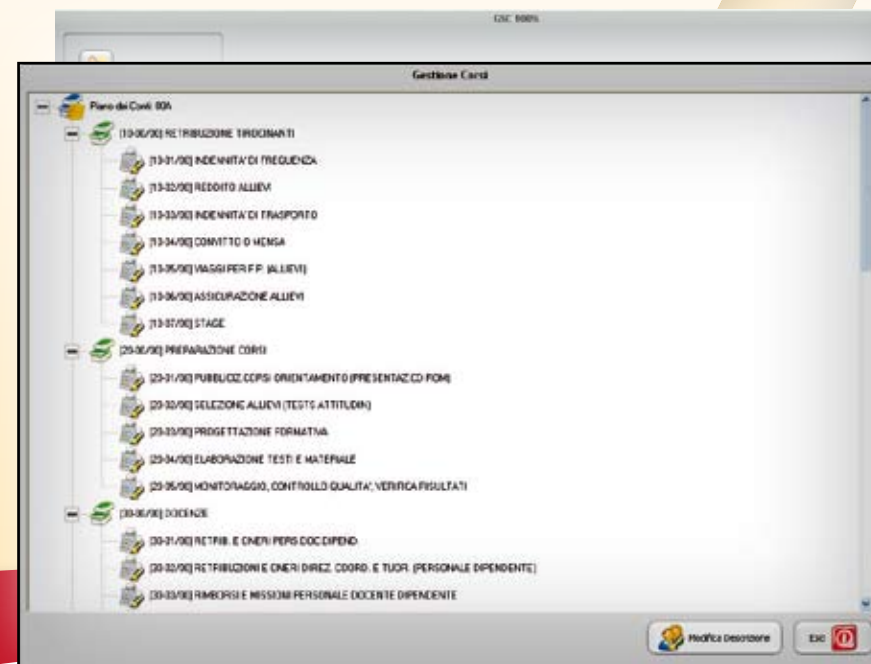 Gestione Corsi
Piano dei Conti: 80A
[10-00/00] RETRIBUZIONE TIROCINANTI
[10-01/00] INDENNITA' DI FREQUENZA
[10-02/00] REDDITO ALLIEVI
[10-03/00] INDENNITA' DI TRASPORTO
[10-04/00] CONVITTO O MENSA
[10-05/00] VIAGGI PER F.P. (ALLIEVI)
[10-06/00] ASSICURAZIONE ALLIEVI
[10-07/00] STAGE
[20-00/00] PREPARAZIONE CORSI
[20-01/00] PUBBLICIZ.CORSI ORIENTAMENTO (PRESENTAZ.CD-ROM)
[20-02/00] SELEZIONE ALLIEVI (TESTS ATTITUDIN)
[20-03/00] PROGETTAZIONE FORMATIVA
[20-04/00] ELABORAZIONE TESTI E MATERIALE
[20-05/00] MONITORAGGIO, CONTROLLO QUALITA', VERIFICA RISULTATI
[30-00/00] DOCENZE
[30-01/00] RETRIB. E ONERI PERS DOC DIPEND.
[30-02/00] RETRIBUZIONI E ONERI DIREZ. COORD. E TUOR. (PERSONALE DIPENDENTE)
[30-03/00] RIMBORSI E MISSIONI PERSONALE DOCENTE DIPENDENTE
Modifica Descrizione
Esci